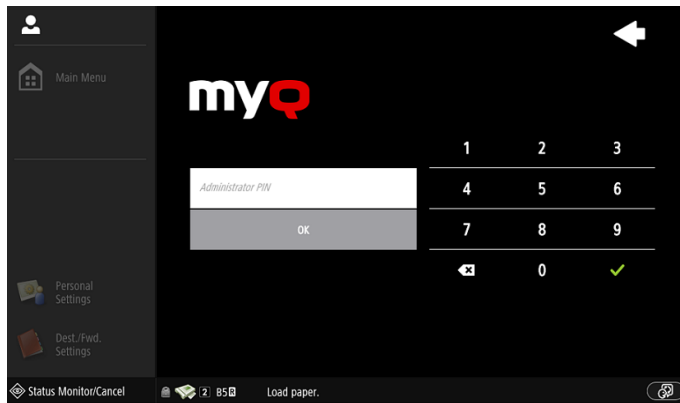 Main Menu
myQ
1 2 3
Administrator PIN
4 5 6
OK
7 8 9
0
Personal
Settings
Dest./Fwd.
Settings
Status Monitor/Cancel
2 B5R Load paper.